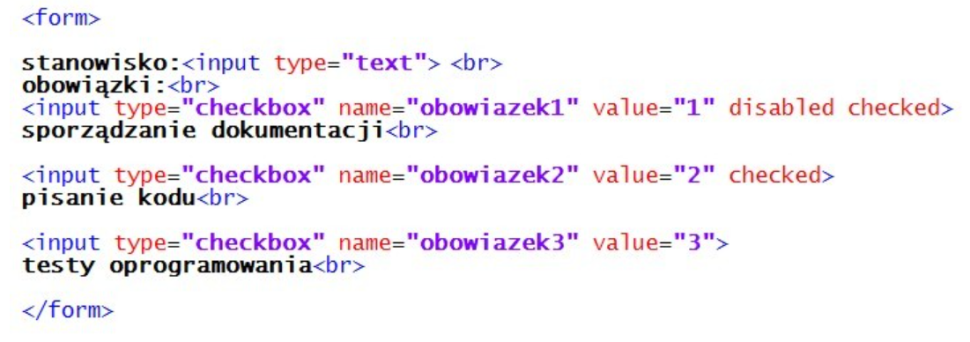 <form>
stanowisko:<input type="text"> <br>
obowiązki:<br>
<input type="checkbox" name="obowiazek1" value="1" disabled checked>
sporządzanie dokumentacji<br>
<input type="checkbox" name="obowiazek2" value="2" checked>
pisanie kodu<br>
<input type="checkbox" name="obowiazek3" value="3">
testy oprogramowania<br>
</form>